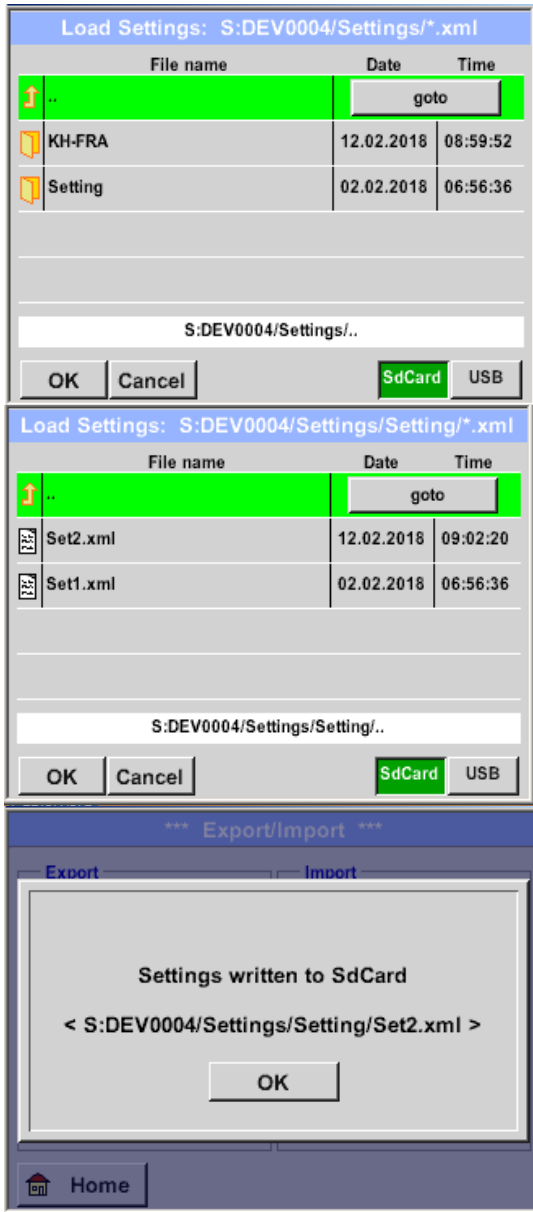 Load Settings: S:DEV0004/Settings/*.xml
File name Date Time
.. goto
KH-FRA 12.02.2018 08:59:52
Setting 02.02.2018 06:56:36
S:DEV0004/Settings/..
OK Cancel SdCard USB
Load Settings: S:DEV0004/Settings/Setting/*.xml
File name Date Time
.. goto
Set2.xml 12.02.2018 09:02:20
Set1.xml 02.02.2018 06:56:36
S:DEV0004/Settings/Setting/..
OK Cancel SdCard USB
*** Export/Import ***
Export Import
Settings written to SdCard
< S:DEV0004/Settings/Setting/Set2.xml >
OK
Home